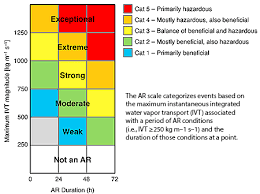 Cat 5 – Primarily hazardous
Cat 4 – Mostly hazardous, also beneficial
Cat 3 – Balance of beneficial and hazardous
Cat 2 – Mostly beneficial, also hazardous
Cat 1 – Primarily beneficial
Maximum IVT magnitude (kg m⁻¹ s⁻¹)
1250
1000
750
500
250
Exceptional
Extreme
Strong
Moderate
Weak
Not an AR
0 24 48 72
AR Duration (h)
The AR scale categorizes events based on
the maximum instantaneous integrated
water vapor transport (IVT) associated
with a period of AR conditions
(i.e., IVT ≥250 kg m–1 s–1) and the
duration of those conditions at a point.